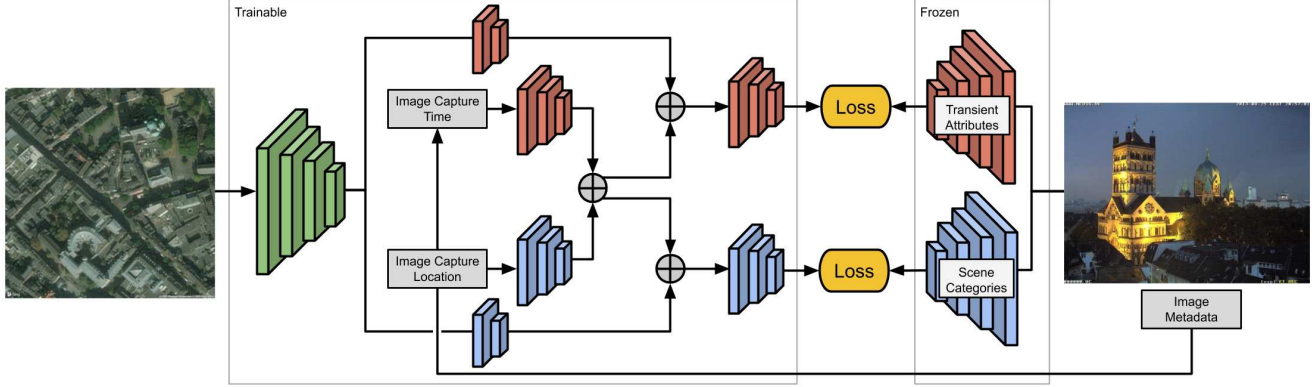 Trainable
Frozen
Image Capture
Time
Loss
Transient
Attributes
Image Capture
Location
Loss
Scene
Categories
Image
Metadata